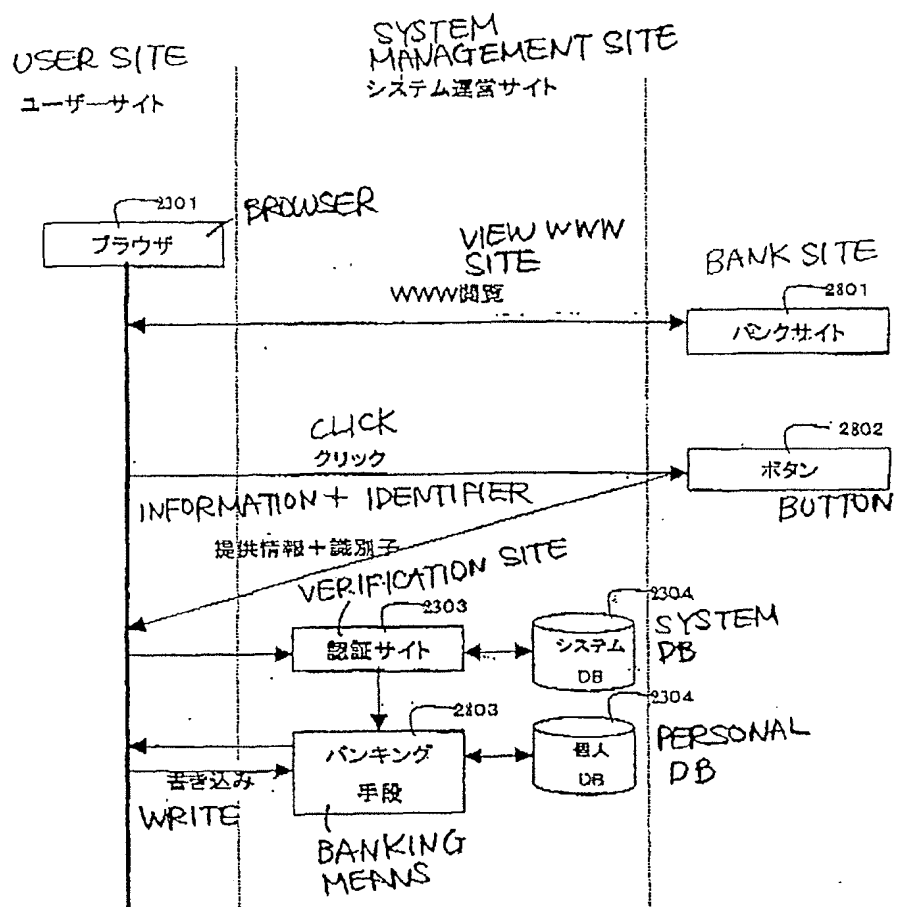 USER SITE
ユーザーサイト
SYSTEM
MANAGEMENT SITE
システム運営サイト
2301
BROWSER
ブラウザ
VIEW WWW
SITE
WWW閲覧
BANK SITE
2801
バンクサイト
CLICK
クリック
2802
ボタン
BUTTON
INFORMATION + IDENTIFIER
提供情報+識別子
VERIFICATION SITE
2303
認証サイト
2304
システム
DB
SYSTEM
DB
2803
バンキング
手段
2304
個人
DB
PERSONAL
DB
書き込み
WRITE
BANKING
MEANS